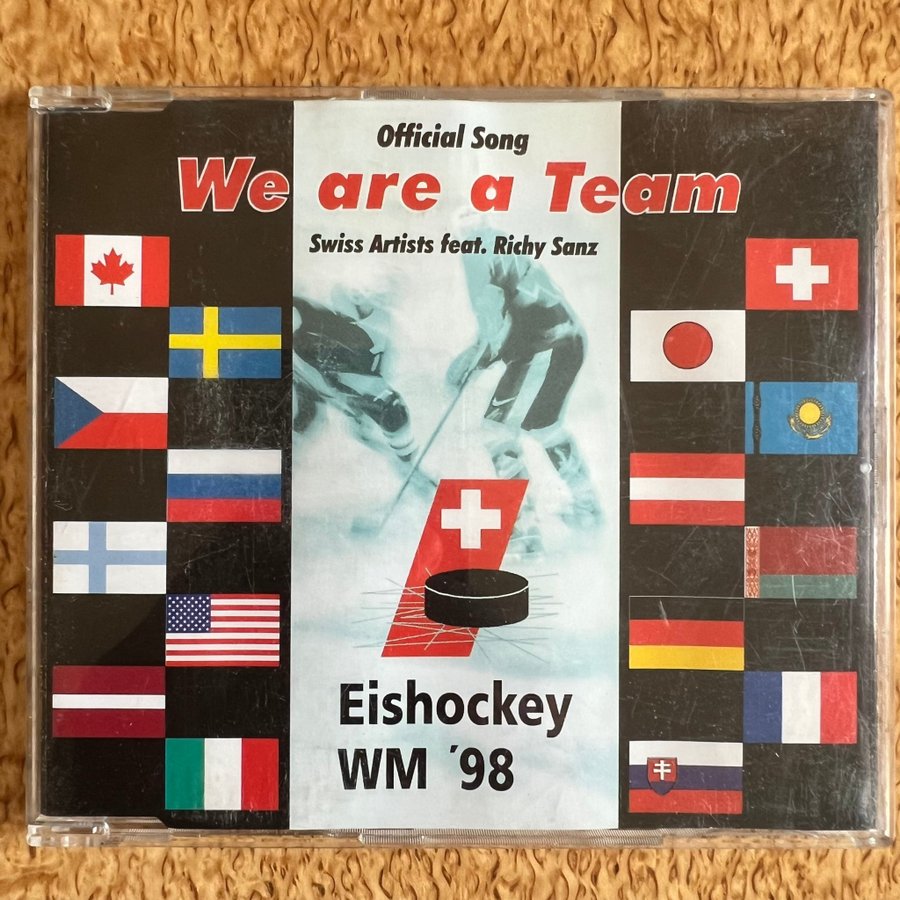 Official Song
We are a Team
Swiss Artists feat. Richy Sanz
Eishockey
WM ´98